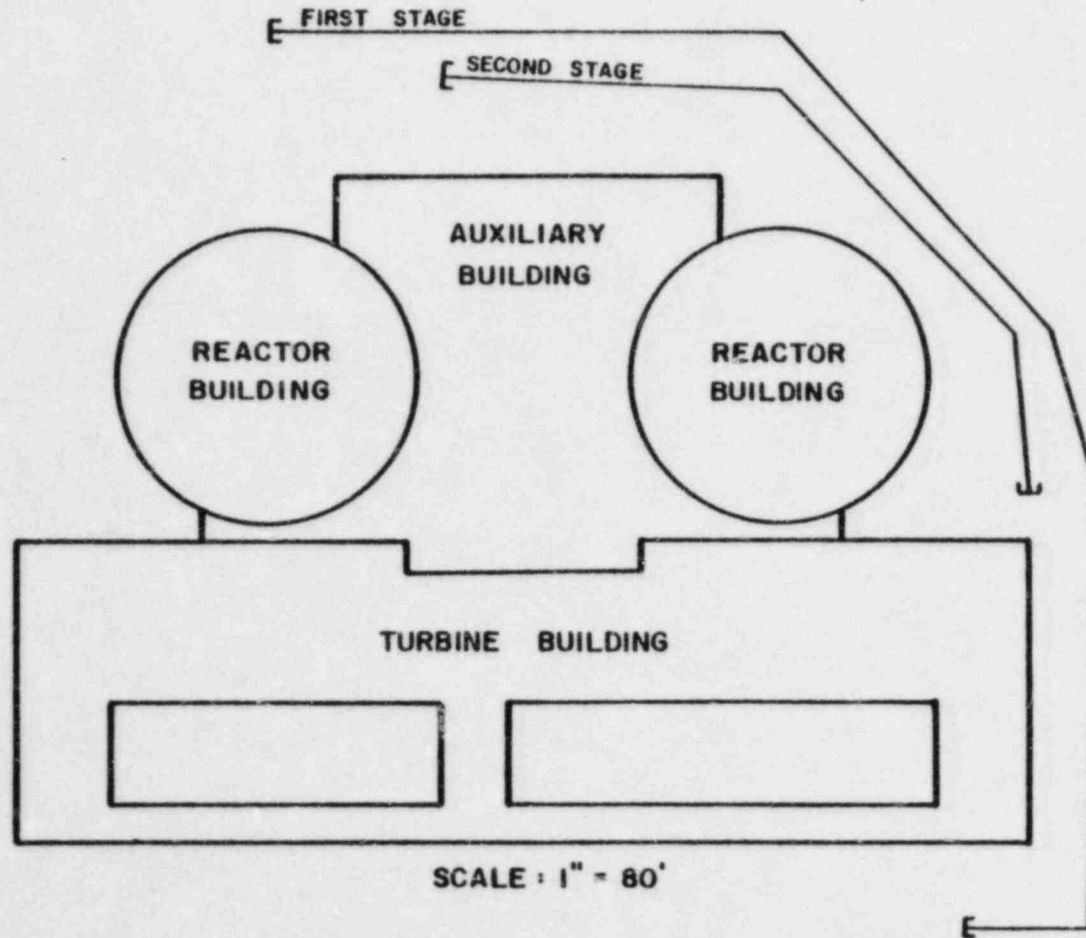 FIRST STAGE
SECOND STAGE
AUXILIARY
BUILDING
REACTOR
BUILDING
REACTOR
BUILDING
TURBINE BUILDING
SCALE : 1" = 80'